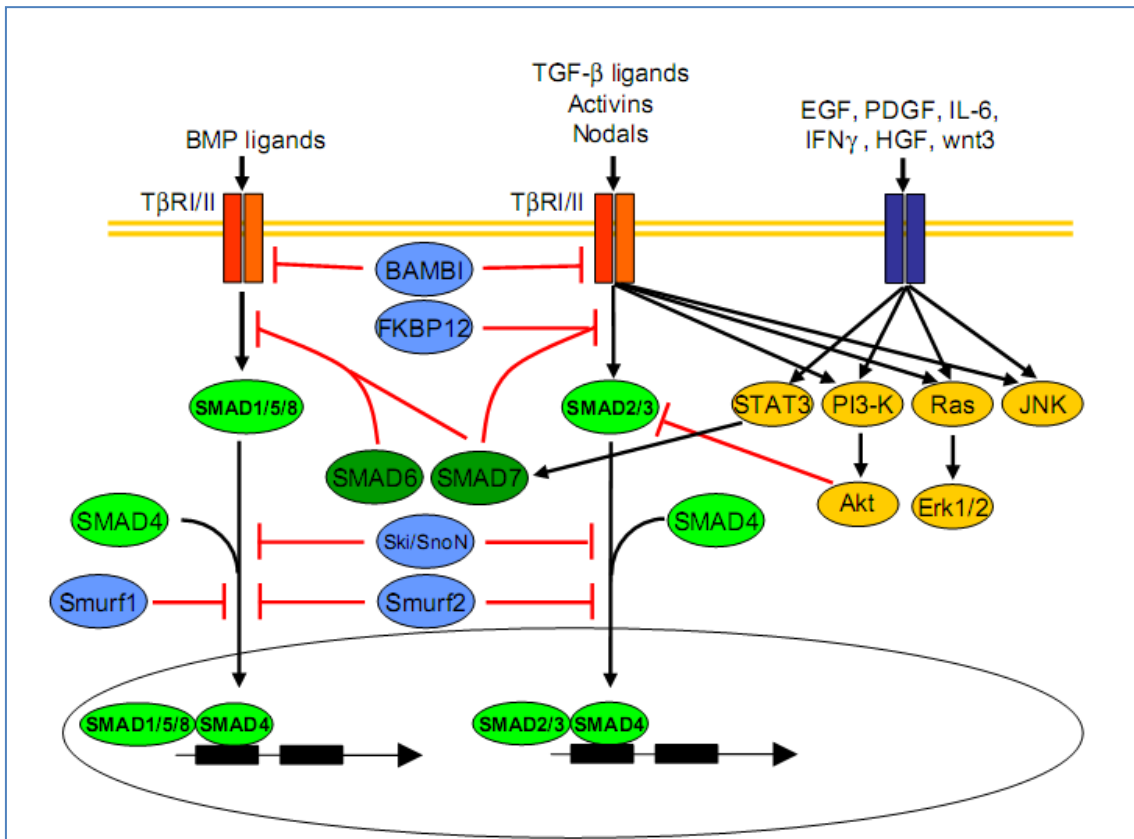 TGF-β ligands
Activins
Nodals
EGF, PDGF, IL-6,
IFNγ , HGF, wnt3
BMP ligands
TβRI/II
TβRI/II
BAMBI
FKBP12
SMAD1/5/8
SMAD2/3
STAT3
PI3-K
Ras
JNK
SMAD6
SMAD7
Akt
Erk1/2
SMAD4
Ski/SnoN
SMAD4
Smurf1
Smurf2
SMAD1/5/8
SMAD4
SMAD2/3
SMAD4